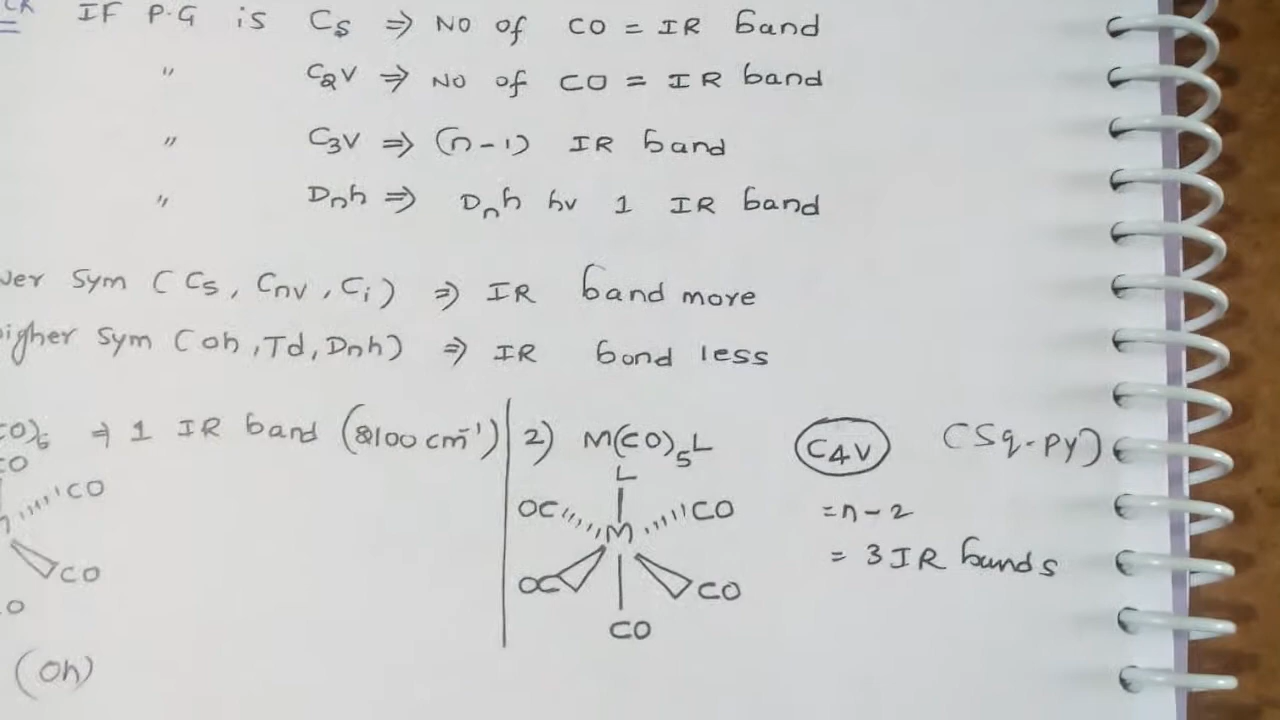 IF P.G is Cs ⇒ NO of CO = IR band
" C2V ⇒ NO of CO = IR band
" C3V ⇒ (n-1) IR band
" Dnh ⇒ Dnh hv 1 IR band
Sym (Cs, Cnv, Ci) ⇒ IR band more
Sym (oh, Td, Dnh) ⇒ IR bond less
CO)6 ⇒ 1 IR band (2100 cm⁻¹)
CO
CO
CO
(Oh)
2) M(CO)5L C4V (Sq-py)
L
OC M CO
OC CO
CO
= n-2
= 3 IR bands